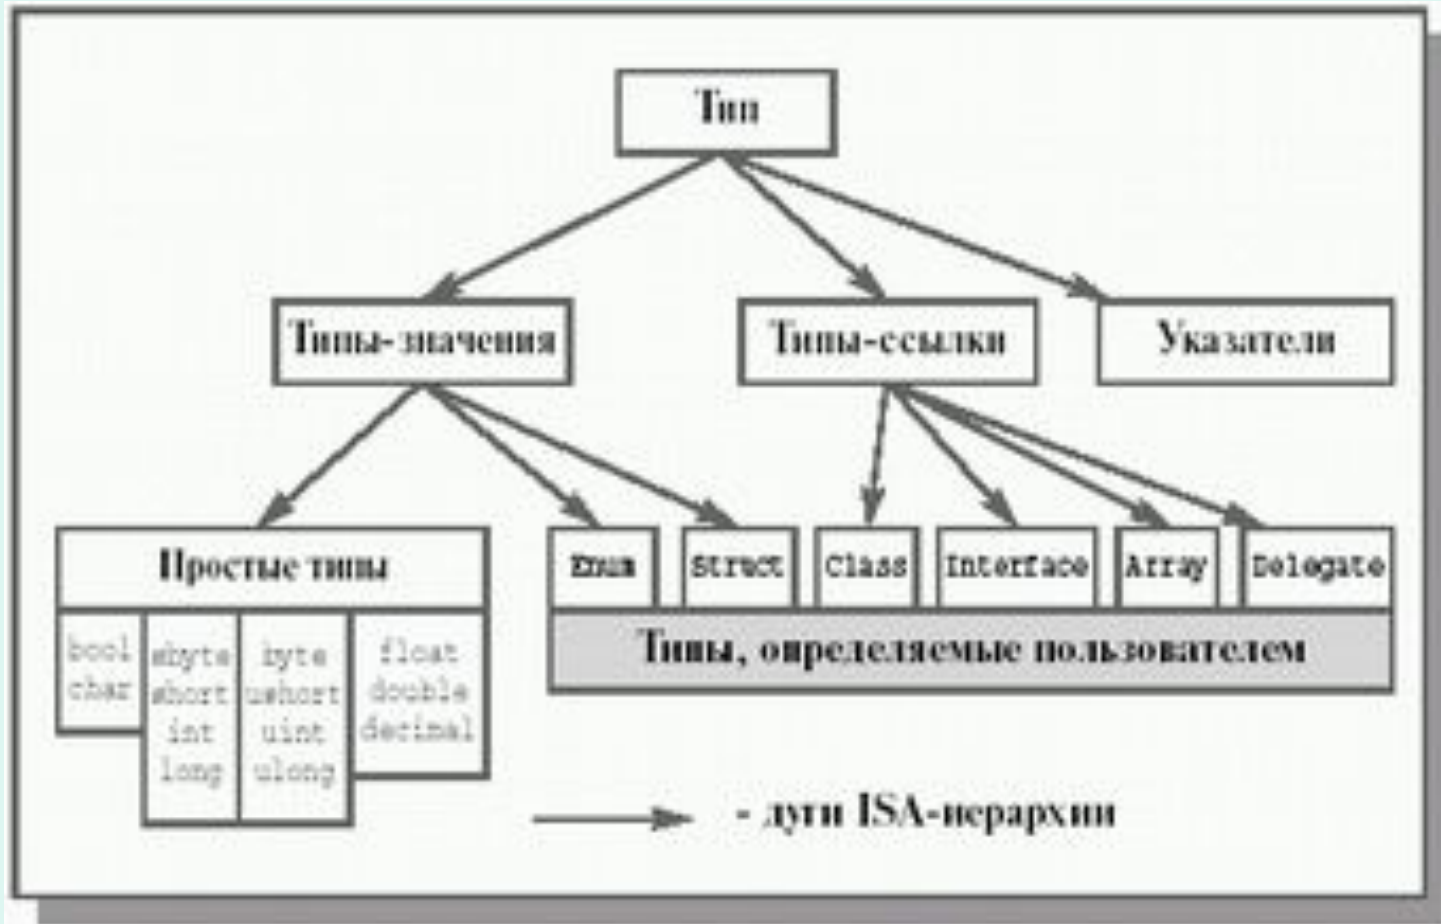 Тип
Типы-значения
Типы-ссылки
Указатели
Простые типы
Enum
Struct
Class
Interface
Array
Delegate
bool
char
sbyte
short
int
long
byte
ushort
uint
ulong
float
double
decimal
Типы, определяемые пользователем
- дуги ISA-иерархии